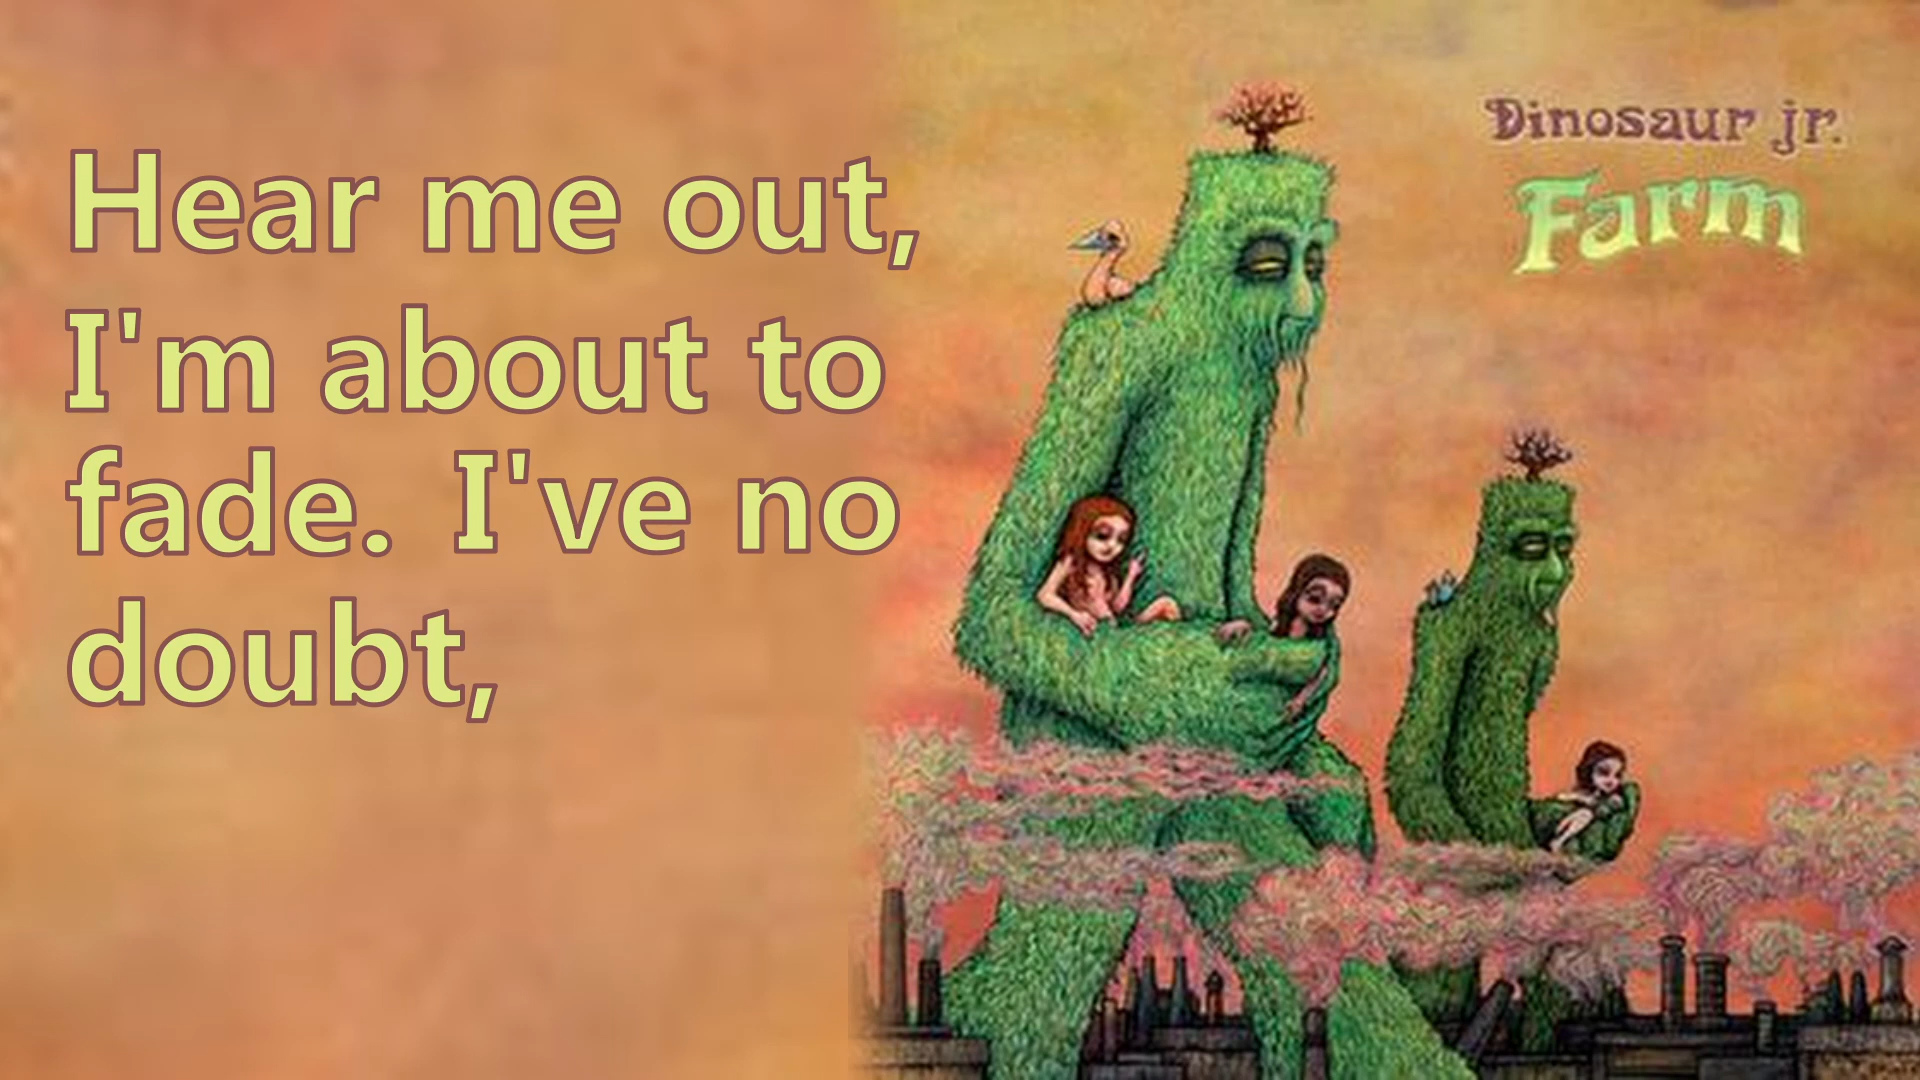 Hear me out,
I'm about to
fade. I've no
doubt,
Dinosaur jr.
Farm